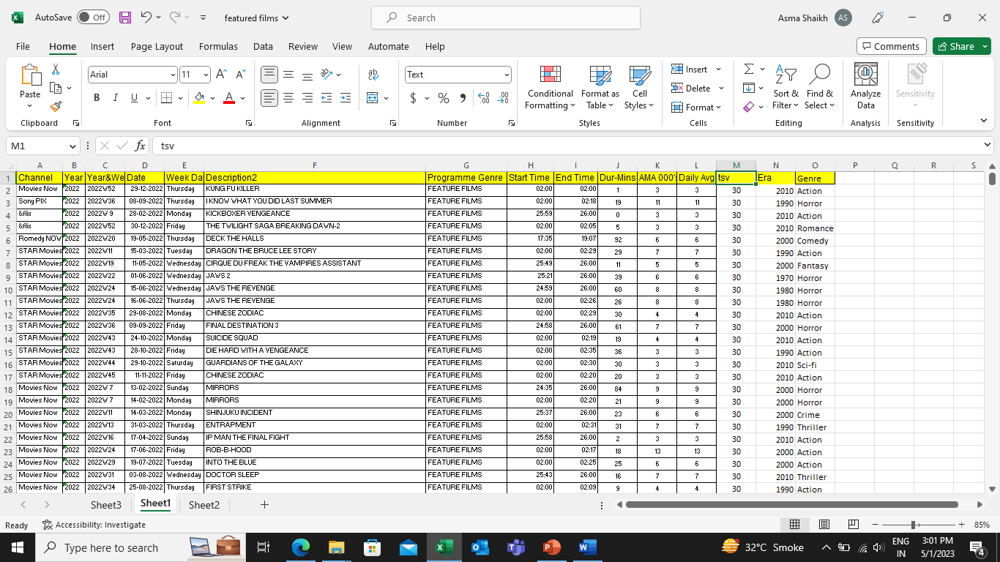 AutoSave Off featured films Search Asma Shaikh AS
File Home Insert Page Layout Formulas Data Review View Automate Help Comments Share
Paste Arial 11 ab Text Conditional Formatting Format as Table Cell Styles Insert Delete Format Sort & Filter Find & Select Analyze Data Sensitivity
B I U A $ %
Clipboard Font Alignment Number Styles Cells Editing Analysis Sensitivity
M1 fx tsv
A B C D E F G H I J K L M N O P Q R S
1 Channel Year Year&We Date Week Da Description2 Programme Genre Start Time End Time Dur-Mins AMA 000' Daily Avg tsv Era Genre
2 Movies Now 2022 2022W52 29-12-2022 Thursday KUNG FU KILLER FEATURE FILMS 02:00 02:00 1 3 3 30 2010 Action
3 Sony PIX 2022 2022W36 08-09-2022 Thursday I KNOW WHAT YOU DID LAST SUMMER FEATURE FILMS 02:00 02:18 19 11 11 30 1990 Horror
4 &flix 2022 2022W 9 28-02-2022 Monday KICKBOXER VENGEANCE FEATURE FILMS 25:59 26:00 0 3 3 30 2010 Action
5 &flix 2022 2022W52 30-12-2022 Friday THE TWILIGHT SAGA BREAKING DAWN-2 FEATURE FILMS 02:00 02:05 5 3 3 30 2010 Romance
6 Romedy NOW 2022 2022W20 19-05-2022 Thursday DECK THE HALLS FEATURE FILMS 17:35 19:07 92 6 6 30 2000 Comedy
7 STAR Movies 2022 2022W11 15-03-2022 Tuesday DRAGON THE BRUCE LEE STORY FEATURE FILMS 02:00 02:29 29 7 7 30 1990 Action
8 STAR Movies 2022 2022W19 11-05-2022 Wednesday CIRQUE DU FREAK THE VAMPIRES ASSISTANT FEATURE FILMS 25:49 26:00 11 5 5 30 2000 Fantasy
9 STAR Movies 2022 2022W22 01-06-2022 Wednesday JAWS 2 FEATURE FILMS 25:21 26:00 39 6 6 30 1970 Horror
10 STAR Movies 2022 2022W24 15-06-2022 Wednesday JAWS THE REVENGE FEATURE FILMS 24:59 26:00 60 8 8 30 1980 Horror
11 STAR Movies 2022 2022W24 16-06-2022 Thursday JAWS THE REVENGE FEATURE FILMS 02:00 02:26 26 8 8 30 1980 Horror
12 STAR Movies 2022 2022W35 29-08-2022 Monday CHINESE ZODIAC FEATURE FILMS 02:00 02:29 30 4 4 30 2010 Action
13 STAR Movies 2022 2022W36 09-09-2022 Friday FINAL DESTINATION 3 FEATURE FILMS 24:58 26:00 61 7 7 30 2000 Horror
14 STAR Movies 2022 2022W43 24-10-2022 Monday SUICIDE SQUAD FEATURE FILMS 02:00 02:19 19 4 4 30 2010 Action
15 STAR Movies 2022 2022W43 28-10-2022 Friday DIE HARD WITH A VENGEANCE FEATURE FILMS 02:00 02:35 36 3 3 30 1990 Action
16 STAR Movies 2022 2022W44 29-10-2022 Saturday GUARDIANS OF THE GALAXY FEATURE FILMS 02:00 02:30 30 3 3 30 2010 Sci-fi
17 STAR Movies 2022 2022W45 11-11-2022 Friday CHINESE ZODIAC FEATURE FILMS 02:00 02:20 20 3 3 30 2010 Action
18 Movies Now 2022 2022W 7 13-02-2022 Sunday MIRRORS FEATURE FILMS 24:35 26:00 84 9 9 30 2000 Horror
19 Movies Now 2022 2022W 7 14-02-2022 Monday MIRRORS FEATURE FILMS 02:00 02:20 21 9 9 30 2000 Horror
20 Movies Now 2022 2022W11 14-03-2022 Monday SHINJUKU INCIDENT FEATURE FILMS 25:37 26:00 23 6 6 30 2000 Crime
21 Movies Now 2022 2022W13 31-03-2022 Thursday ENTRAPMENT FEATURE FILMS 02:00 02:31 31 7 7 30 1990 Thriller
22 Movies Now 2022 2022W16 17-04-2022 Sunday IP MAN THE FINAL FIGHT FEATURE FILMS 25:58 26:00 2 3 3 30 2010 Action
23 Movies Now 2022 2022W24 17-06-2022 Friday ROB-B-HOOD FEATURE FILMS 02:00 02:17 18 13 13 30 2000 Action
24 Movies Now 2022 2022W29 19-07-2022 Tuesday INTO THE BLUE FEATURE FILMS 02:00 02:25 25 6 6 30 2000 Action
25 Movies Now 2022 2022W31 03-08-2022 Wednesday DOCTOR SLEEP FEATURE FILMS 25:43 26:00 16 7 7 30 2010 Thriller
26 Movies Now 2022 2022W34 25-08-2022 Thursday FIRST STRIKE FEATURE FILMS 02:00 02:09 9 4 4 30 1990 Action
Sheet3 Sheet1 Sheet2
Ready Accessibility: Investigate 85%
Type here to search 32°C Smoke ENG IN 3:01 PM 5/1/2023 4